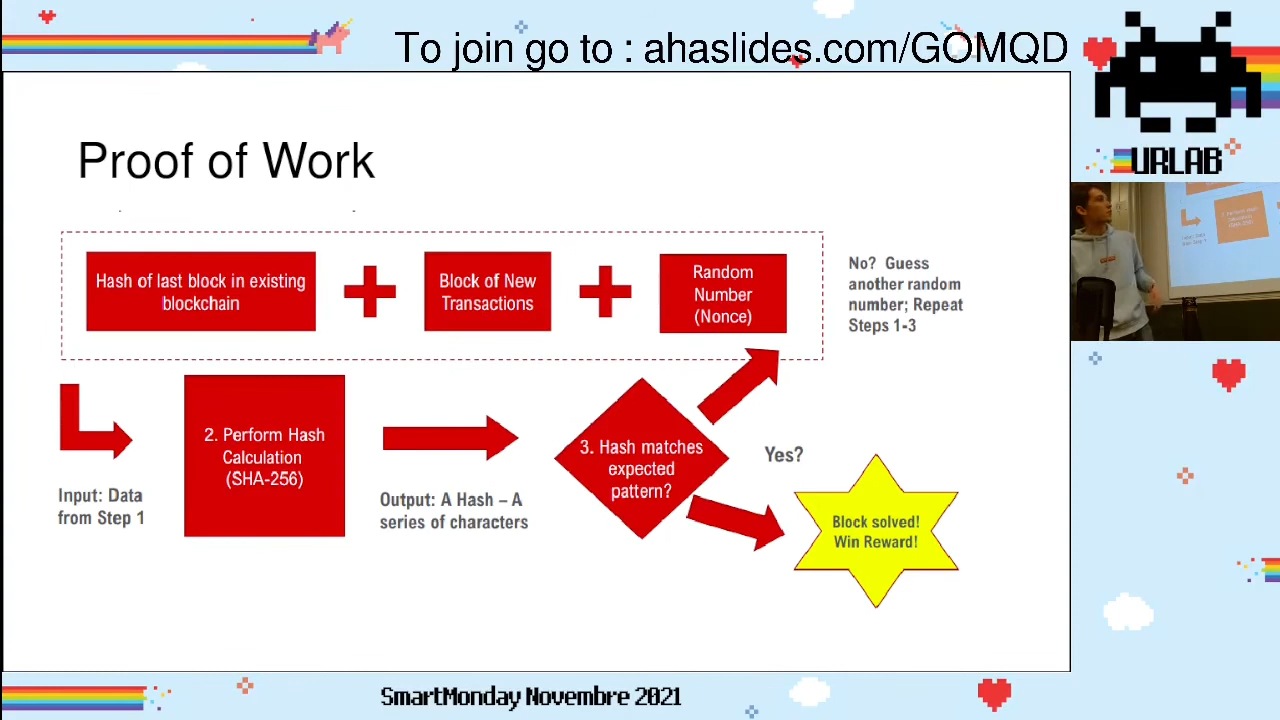 To join go to : ahaslides.com/GOMQD
URLAB
Proof of Work
Hash of last block in existing
blockchain
Block of New
Transactions
Random
Number
(Nonce)
No? Guess
another random
number; Repeat
Steps 1-3
2. Perform Hash
Calculation
(SHA-256)
Input: Data
from Step 1
Output: A Hash – A
series of characters
3. Hash matches
expected
pattern?
Yes?
Block solved!
Win Reward!
SmartMonday Novembre 2021